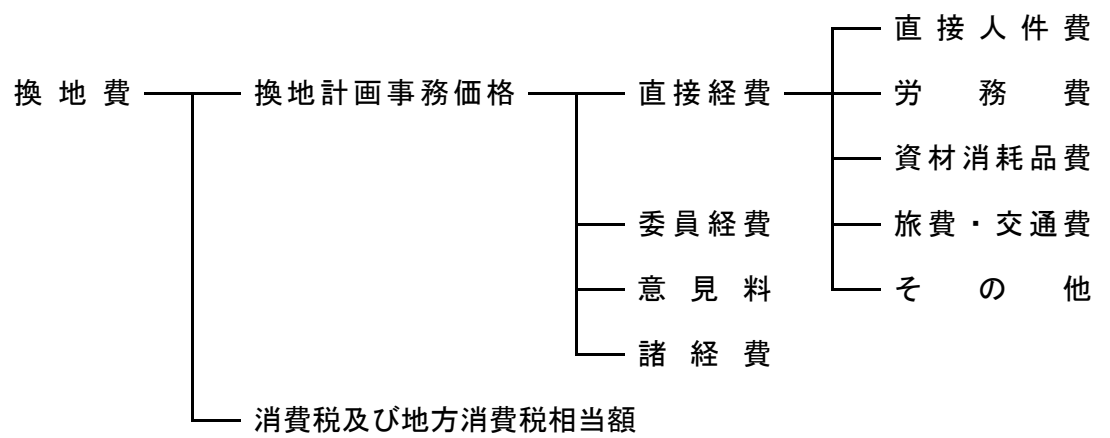 直接人件費
換地費 換地計画事務価格 直接経費 労務費
資材消耗品費
委員経費 旅費・交通費
意見料 その他
諸経費
消費税及び地方消費税相当額